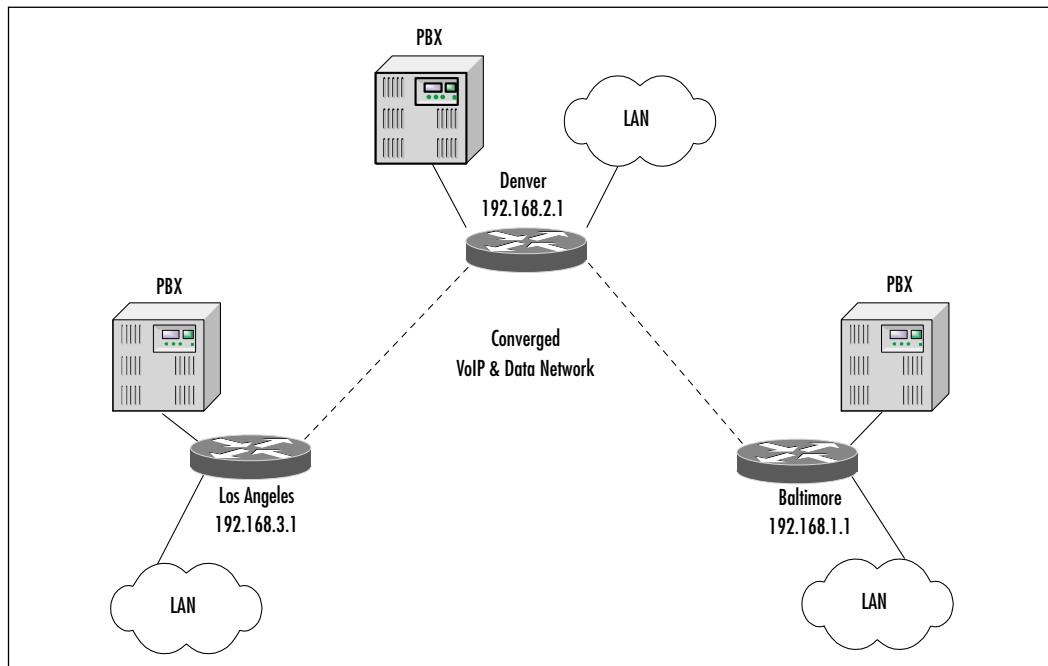 PBX
LAN
Denver
192.168.2.1
PBX
PBX
Converged
VoIP & Data Network
Los Angeles
192.168.3.1
Baltimore
192.168.1.1
LAN
LAN